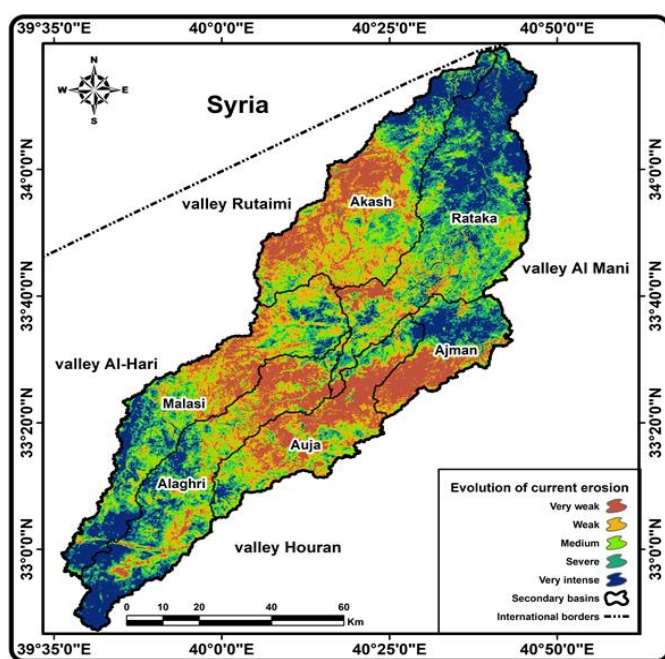 39°35'0"E 40°0'0"E 40°25'0"E 40°50'0"E
N
W E
S
Syria
34°0'0"N
34°0'0"N
valley Rutaimi
Akash
Rataka
valley Al Mani
33°40'0"N
33°40'0"N
Ajman
valley Al-Hari
Malasi
33°20'0"N
33°20'0"N
Auja
Alaghri
valley Houran
33°0'0"N
33°0'0"N
Evolution of current erosion
Very weak
Weak
Medium
Severe
Very intense
Secondary basins
International borders
0 10 20 40 60
Km
39°35'0"E 40°0'0"E 40°25'0"E 40°50'0"E